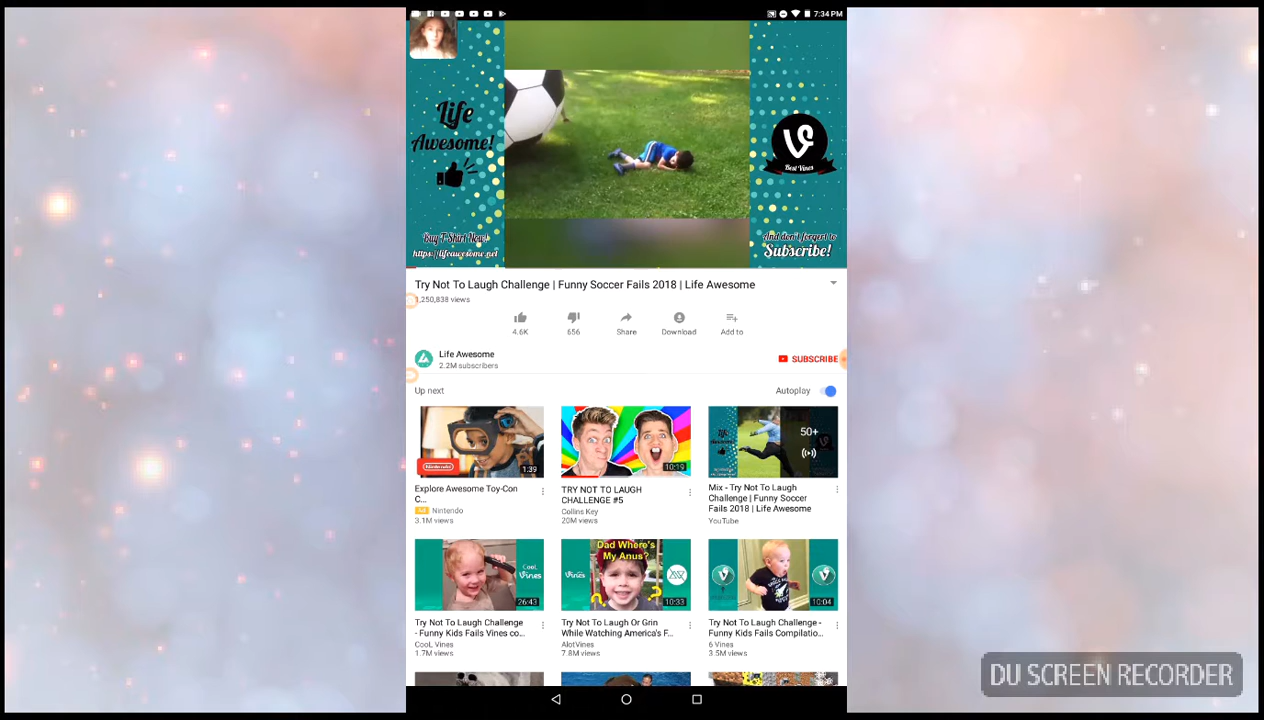 7:34 PM
Life
Awesome!
Best Vines
Buy T-Shirt Now!
https://lifeawesome.net
And don't forget to
Subscribe!
Try Not To Laugh Challenge | Funny Soccer Fails 2018 | Life Awesome
1,250,838 views
4.6K
656
Share
Download
Add to
Life Awesome
2.2M subscribers
SUBSCRIBE
Up next
Autoplay
Nintendo
1:39
10:19
50+
Explore Awesome Toy-Con
C...
Ad Nintendo
3.1M views
TRY NOT TO LAUGH
CHALLENGE #5
Collins Key
20M views
Mix - Try Not To Laugh
Challenge | Funny Soccer
Fails 2018 | Life Awesome
YouTube
CooL
Vines
26:43
Dad Where's
My Anus?
Vines
10:33
10:04
Try Not To Laugh Challenge
- Funny Kids Fails Vines co...
CooL Vines
1.7M views
Try Not To Laugh Or Grin
While Watching America's F...
AlotVines
7.8M views
Try Not To Laugh Challenge -
Funny Kids Fails Compilatio...
6 Vines
3.5M views
DU SCREEN RECORDER